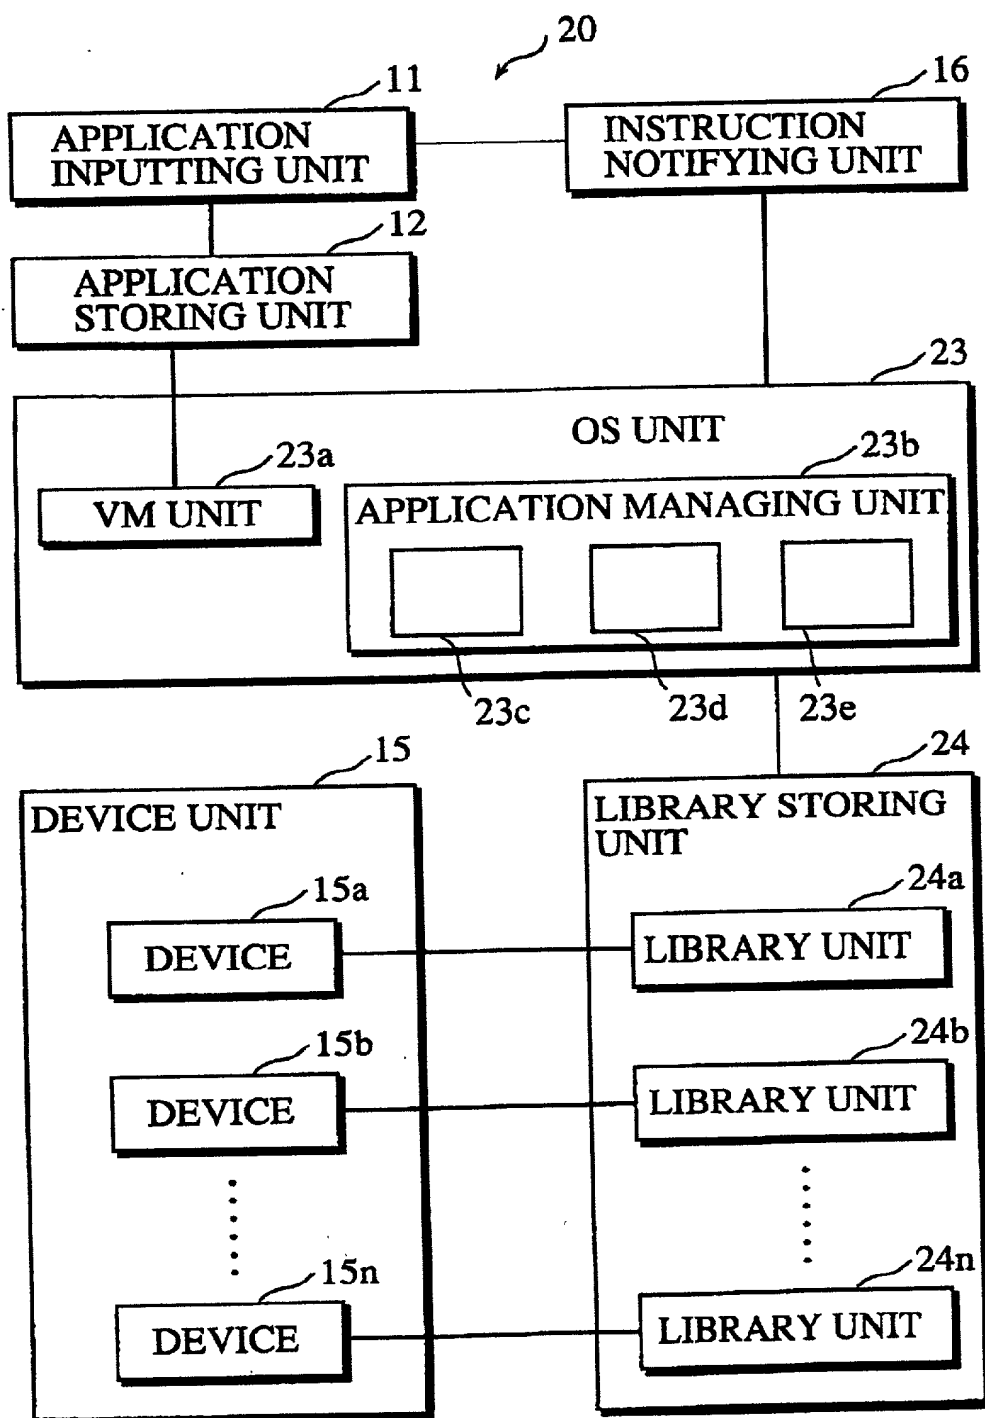 20
11
16
APPLICATION
INPUTTING UNIT
INSTRUCTION
NOTIFYING UNIT
12
APPLICATION
STORING UNIT
23
OS UNIT
23a
23b
VM UNIT
APPLICATION MANAGING UNIT
23c
23d
23e
15
24
DEVICE UNIT
LIBRARY STORING
UNIT
15a
24a
DEVICE
LIBRARY UNIT
15b
24b
DEVICE
LIBRARY UNIT
15n
24n
DEVICE
LIBRARY UNIT